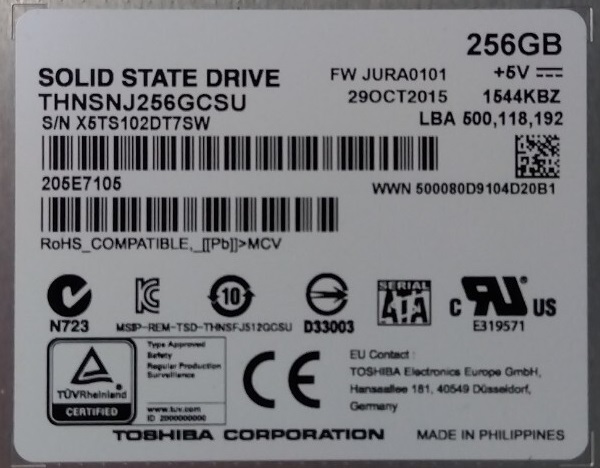 256GB
SOLID STATE DRIVE FW JURA0101 +5V
THNSNJ256GCSU 29OCT2015 1544KBZ
S/N X5TS102DT7SW LBA 500,118,192
205E7105 WWN 500080D9104D20B1
RoHS_COMPATIBLE,_[[Pb]]>MCV
10
SERIAL
SATA
c RU US
N723 MSIP-REM-TSD-THNSFJ512GCSU D33003 E319571
TÜVRheinland
CERTIFIED
Type Approved
Safety
Regular Production
Surveillance
www.tuv.com
ID 2000000000
CE
EU Contact :
TOSHIBA Electronics Europe GmbH,
Hansaallee 181, 40549 Düsseldorf,
Germany
TOSHIBA CORPORATION MADE IN PHILIPPINES